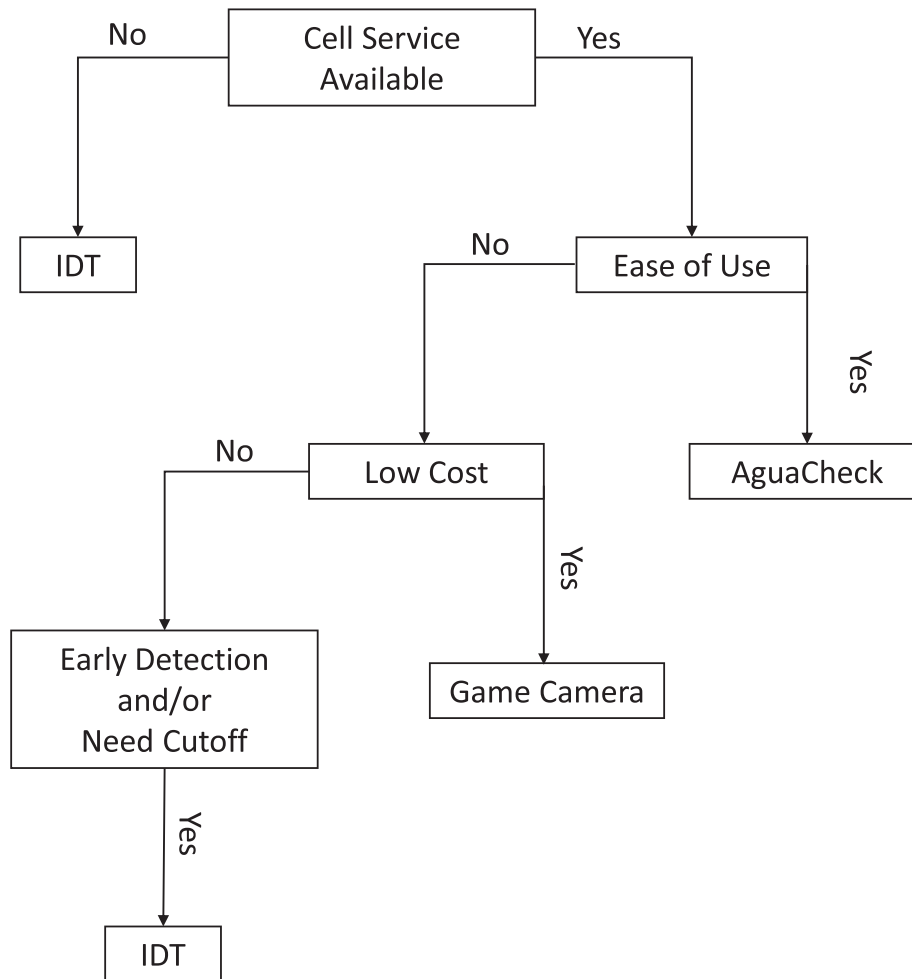 No
Cell Service
Available
Yes
IDT
No
Ease of Use
Yes
No
Low Cost
AguaCheck
Yes
Early Detection
and/or
Need Cutoff
Game Camera
Yes
IDT